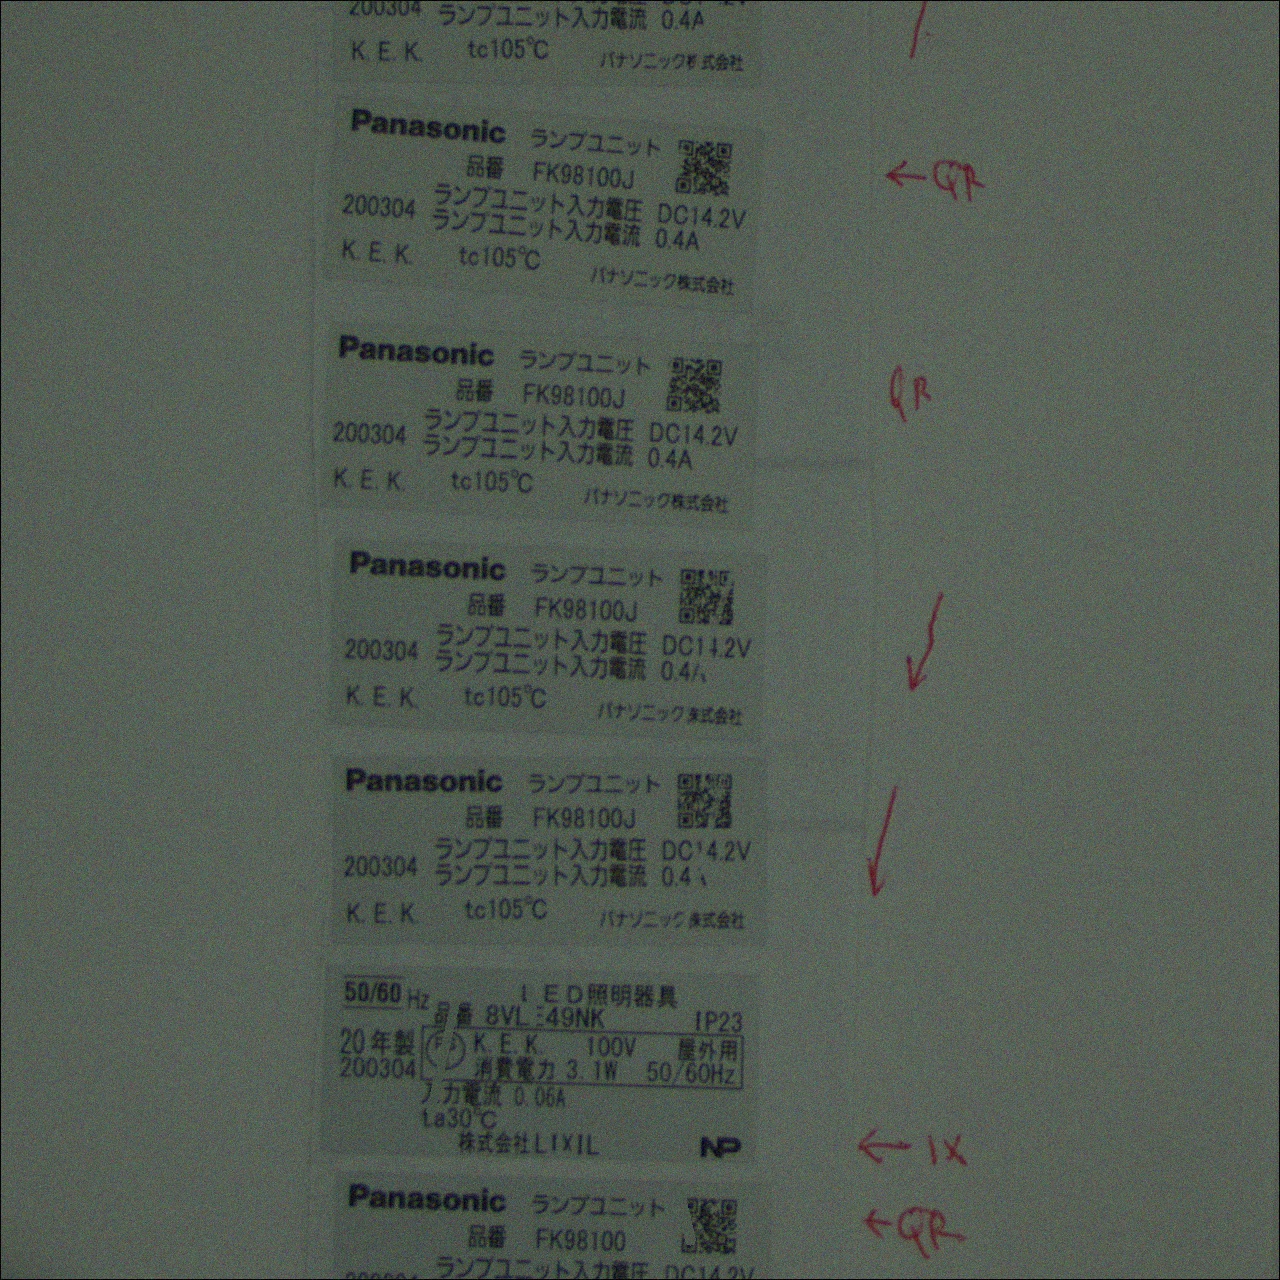 200304 ランプユニット入力電流 0.4A
K.E.K. tc105℃ パナソニック株式会社
Panasonic ランプユニット
品番 FK98100J
← QR
ランプユニット入力電圧 DC14.2V
200304 ランプユニット入力電流 0.4A
K.E.K. tc105℃ パナソニック株式会社
Panasonic ランプユニット
品番 FK98100J
QR
ランプユニット入力電圧 DC14.2V
200304 ランプユニット入力電流 0.4A
K.E.K. tc105℃ パナソニック株式会社
Panasonic ランプユニット
品番 FK98100J
ランプユニット入力電圧 DC14.2V
200304 ランプユニット入力電流 0.4
K.E.K. tc105℃ パナソニック 株式会社
Panasonic ランプユニット
品番 FK98100J
ランプユニット入力電圧 DC14.2V
200304 ランプユニット入力電流 0.4
K.E.K. tc105℃ パナソニック 株式会社
50/60 Hz LED照明器具
品番 8VL 49NK IP23
20年製 K.E.K. 100V 屋外用
200304 消費電力 3.1W 50/60Hz
入力電流 0.06A
ta30℃
株式会社LIXIL NP
← IX
Panasonic ランプユニット
← QR
品番 FK98100
ランプユニット入力電圧 DC14.2V